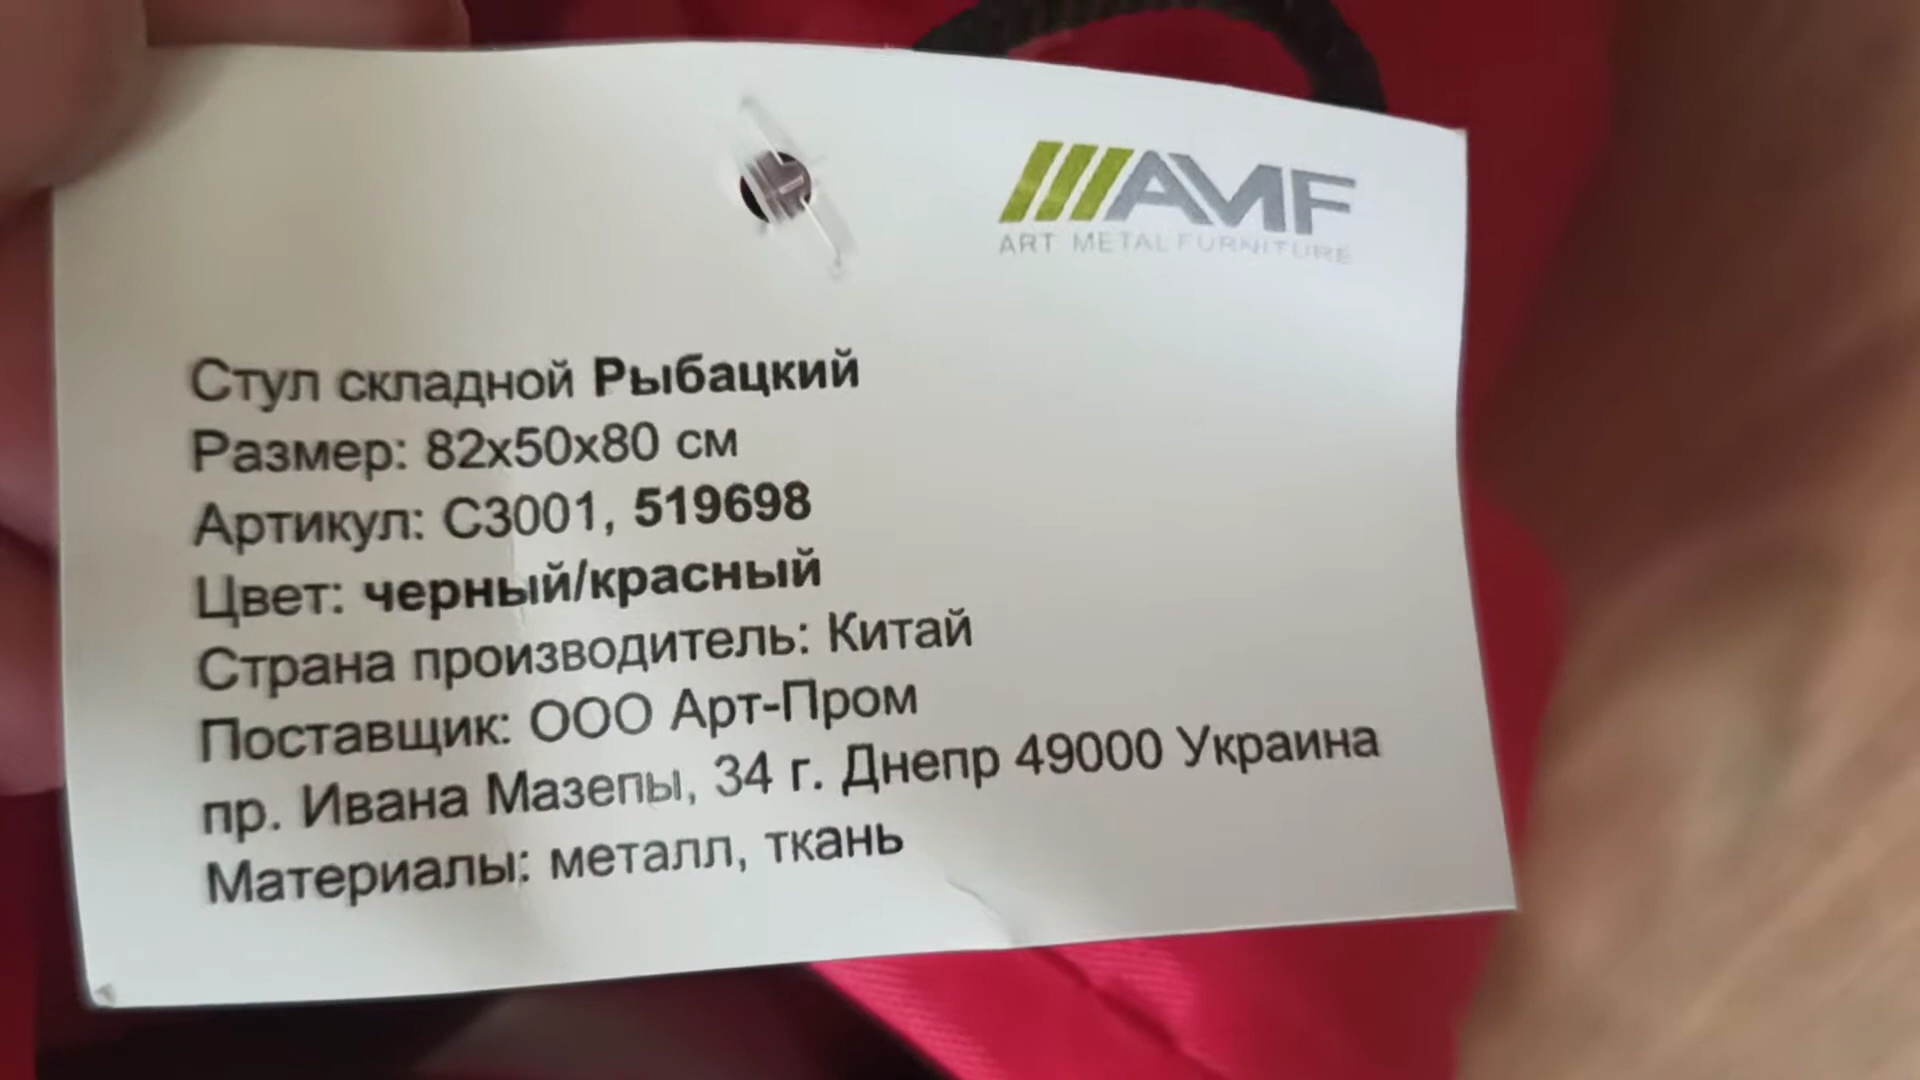 AMF
ART METAL FURNITURE
Стул складной Рыбацкий
Размер: 82х50х80 см
Артикул: С3001, 519698
Цвет: черный/красный
Страна производитель: Китай
Поставщик: ООО Арт-Пром
пр. Ивана Мазепы, 34 г. Днепр 49000 Украина
Материалы: металл, ткань